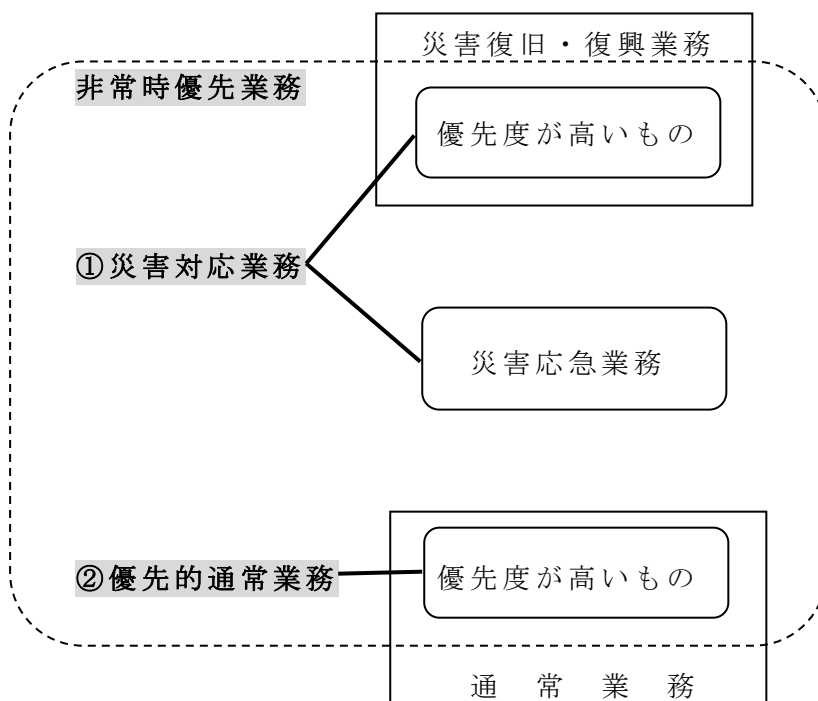 災害復旧・復興業務
非常時優先業務
優先度が高いもの
①災害対応業務
災害応急業務
②優先的通常業務
優先度が高いもの
通常業務